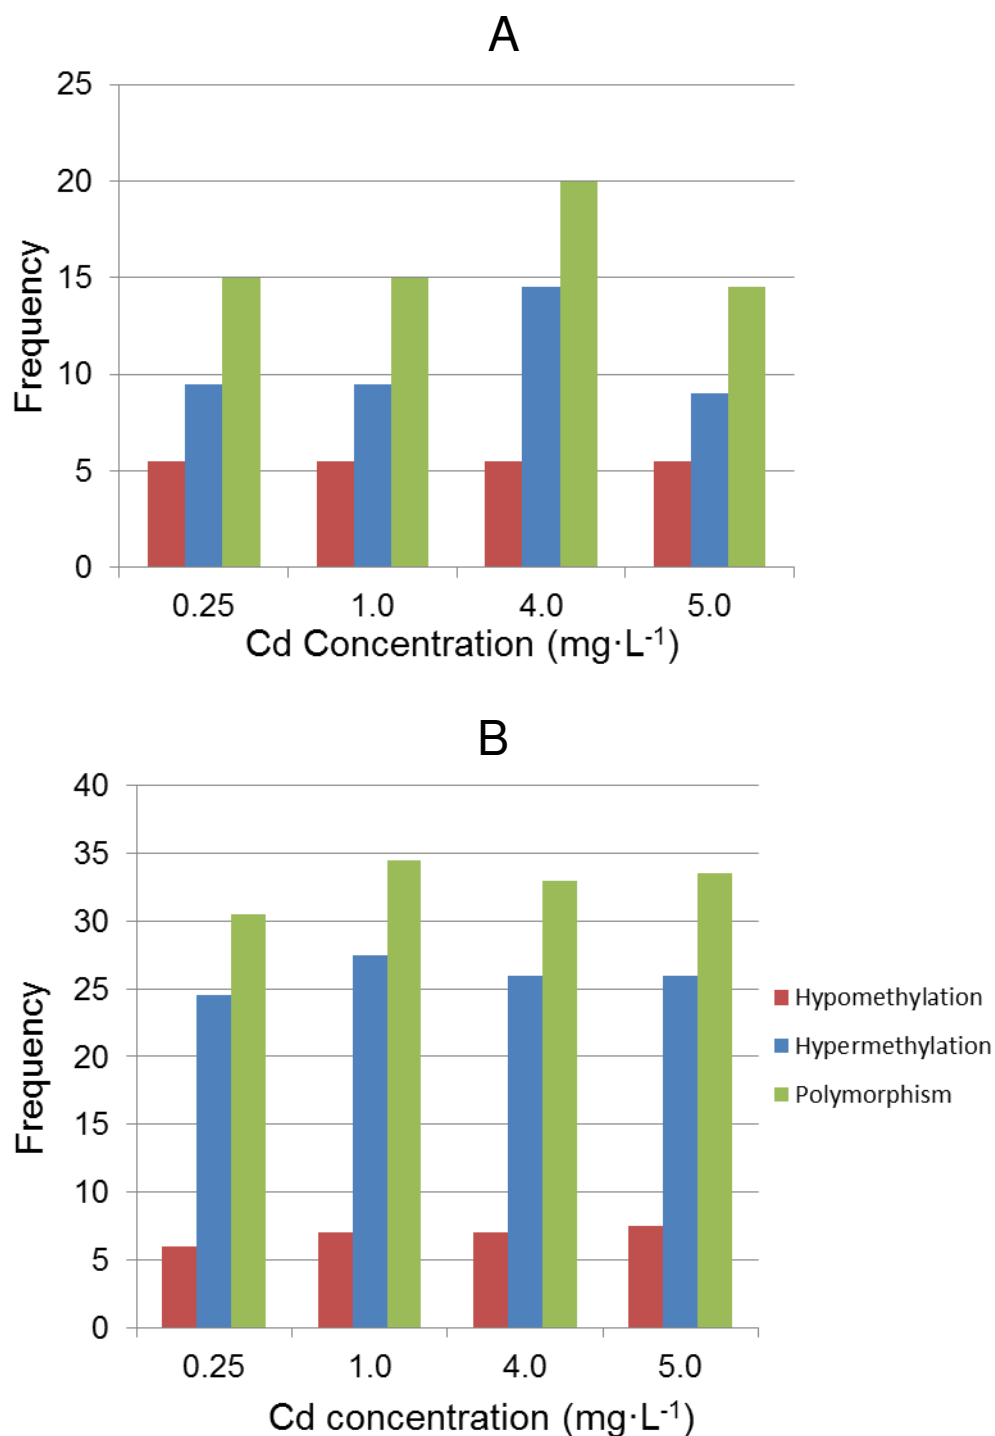 A
25
20
15
10
5
0
Frequency
0.25 1.0 4.0 5.0
Cd Concentration (mg·L⁻¹)
B
40
35
30
25
20
15
10
5
0
Frequency
0.25 1.0 4.0 5.0
Cd concentration (mg·L⁻¹)
Hypomethylation
Hypermethylation
Polymorphism